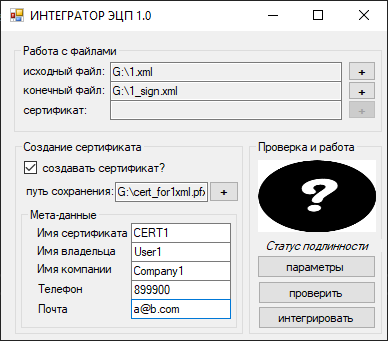 ИНТЕГРАТОР ЭЦП 1.0
Работа с файлами
исходный файл: G:\1.xml +
конечный файл: G:\1_sign.xml +
сертификат: +
Создание сертификата
создавать сертификат?
путь сохранения: G:\cert_for1xml.pfx +
Мета-данные
Имя сертификата CERT1
Имя владельца User1
Имя компании Company1
Телефон 899900
Почта a@b.com
Проверка и работа
?
Статус подлинности
параметры
проверить
интегрировать